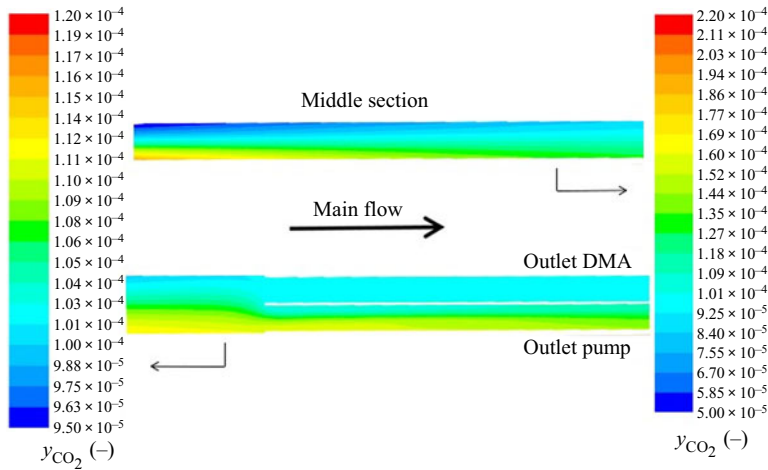 1.20 × 10⁻⁴
1.19 × 10⁻⁴
1.17 × 10⁻⁴
1.16 × 10⁻⁴
1.15 × 10⁻⁴
1.14 × 10⁻⁴
1.12 × 10⁻⁴
1.11 × 10⁻⁴
1.10 × 10⁻⁴
1.09 × 10⁻⁴
1.08 × 10⁻⁴
1.06 × 10⁻⁴
1.05 × 10⁻⁴
1.04 × 10⁻⁴
1.03 × 10⁻⁴
1.01 × 10⁻⁴
1.00 × 10⁻⁴
9.88 × 10⁻⁵
9.75 × 10⁻⁵
9.63 × 10⁻⁵
9.50 × 10⁻⁵
y_CO₂ (–)
Middle section
Main flow
Outlet DMA
Outlet pump
2.20 × 10⁻⁴
2.11 × 10⁻⁴
2.03 × 10⁻⁴
1.94 × 10⁻⁴
1.86 × 10⁻⁴
1.77 × 10⁻⁴
1.69 × 10⁻⁴
1.60 × 10⁻⁴
1.52 × 10⁻⁴
1.43 × 10⁻⁴
1.35 × 10⁻⁴
1.26 × 10⁻⁴
1.18 × 10⁻⁴
1.09 × 10⁻⁴
1.01 × 10⁻⁴
9.25 × 10⁻⁵
8.40 × 10⁻⁵
7.55 × 10⁻⁵
6.70 × 10⁻⁵
5.85 × 10⁻⁵
5.00 × 10⁻⁵
y_CO₂ (–)